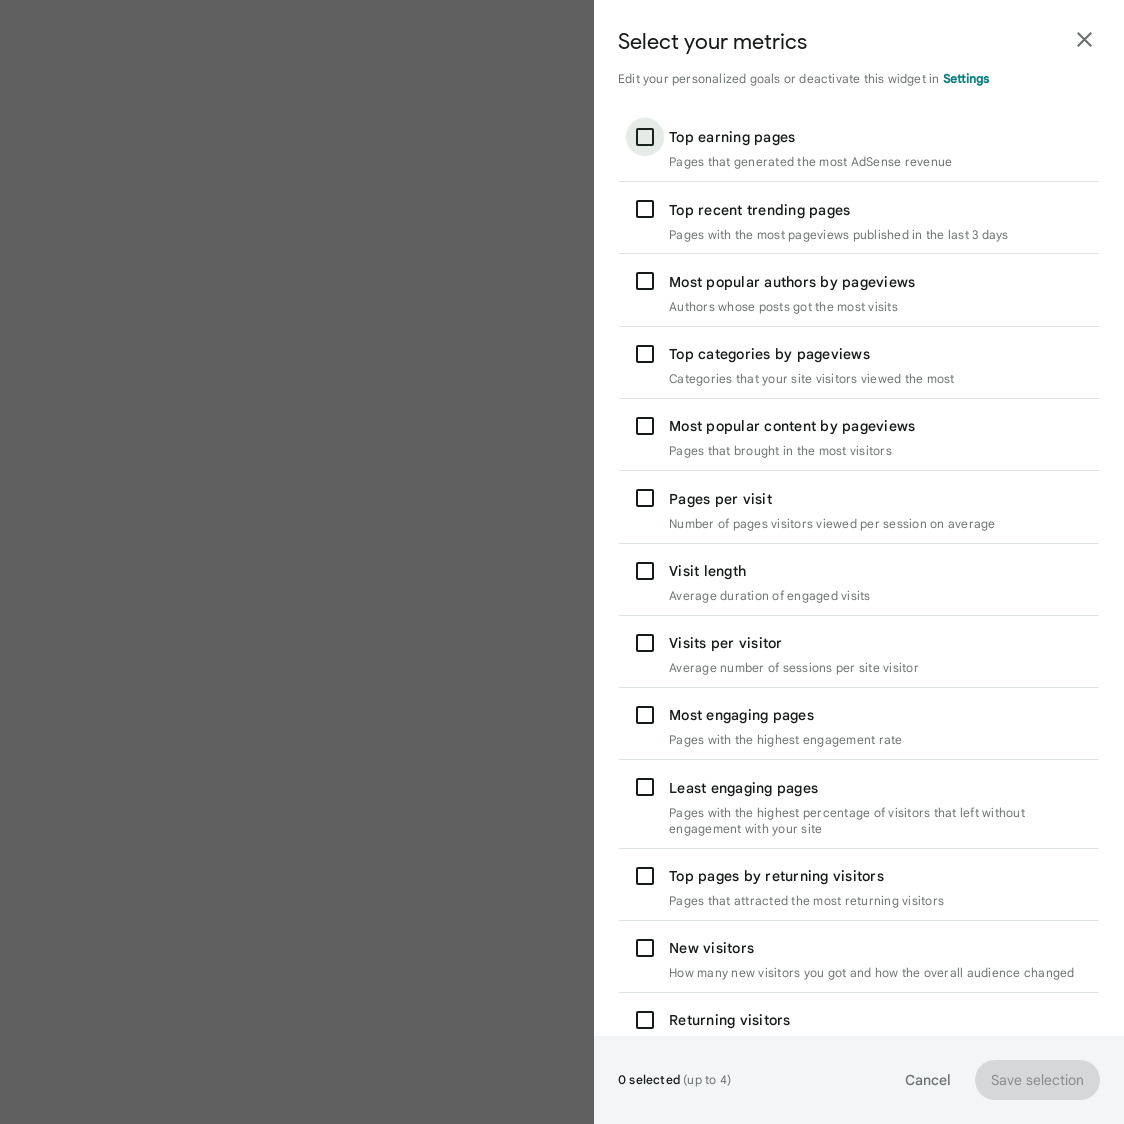 Select your metrics
Edit your personalized goals or deactivate this widget in Settings
Top earning pages
Pages that generated the most AdSense revenue
Top recent trending pages
Pages with the most pageviews published in the last 3 days
Most popular authors by pageviews
Authors whose posts got the most visits
Top categories by pageviews
Categories that your site visitors viewed the most
Most popular content by pageviews
Pages that brought in the most visitors
Pages per visit
Number of pages visitors viewed per session on average
Visit length
Average duration of engaged visits
Visits per visitor
Average number of sessions per site visitor
Most engaging pages
Pages with the highest engagement rate
Least engaging pages
Pages with the highest percentage of visitors that left without
engagement with your site
Top pages by returning visitors
Pages that attracted the most returning visitors
New visitors
How many new visitors you got and how the overall audience changed
Returning visitors
0 selected (up to 4)
Cancel
Save selection